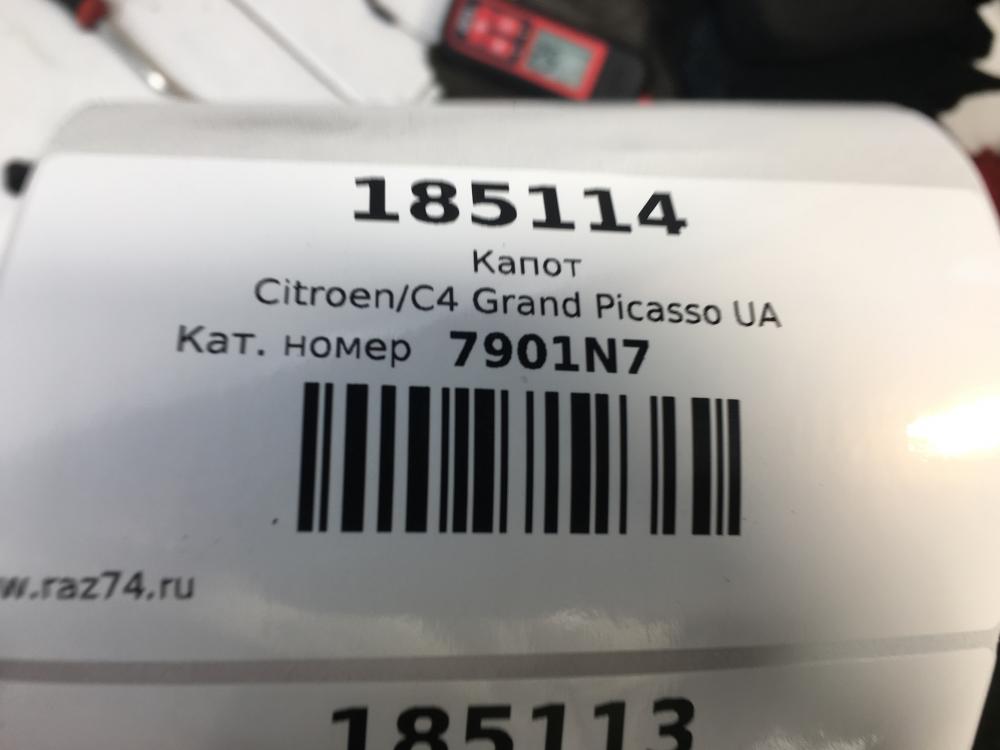 185114
Капот
Citroen/C4 Grand Picasso UA
Кат. номер 7901N7
w.raz74.ru
185113